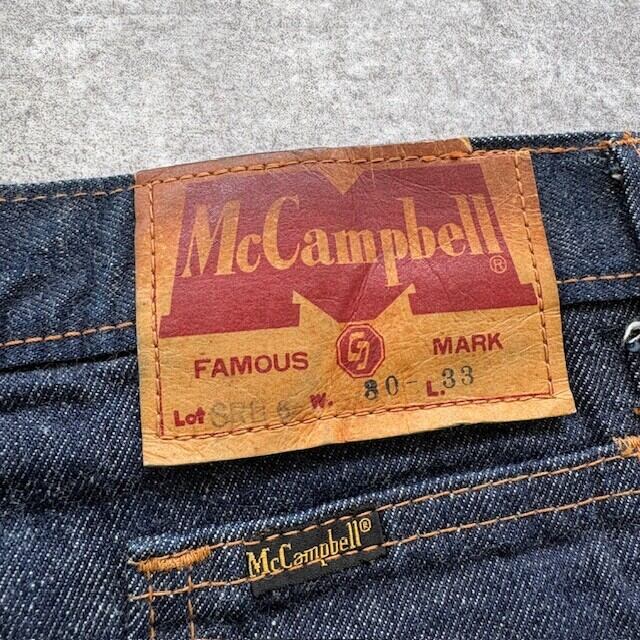 McCampbell®
FAMOUS MARK
Lot W. 80- L. 33
McCampbell®